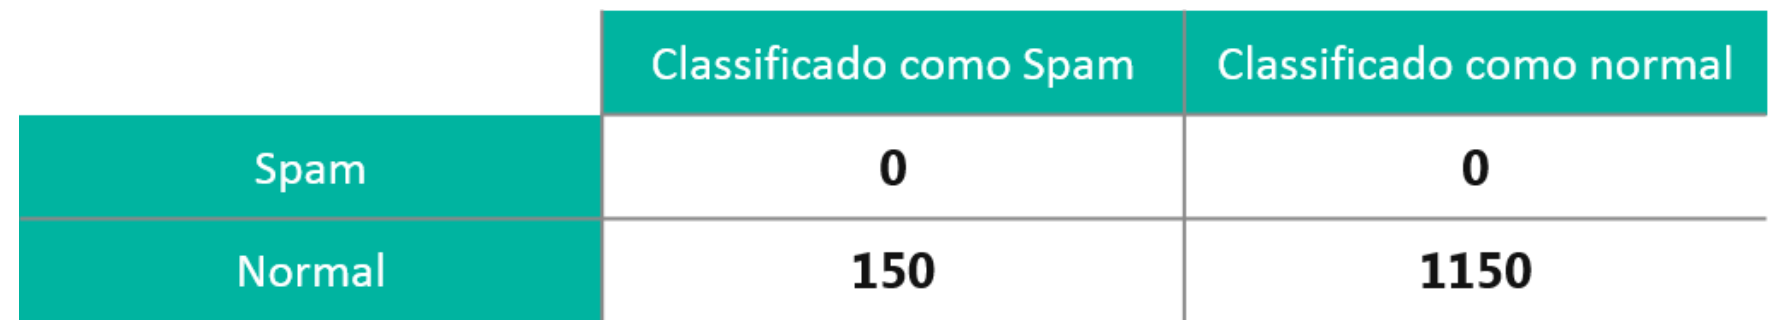 Classificado como Spam Classificado como normal
Spam 0 0
Normal 150 1150